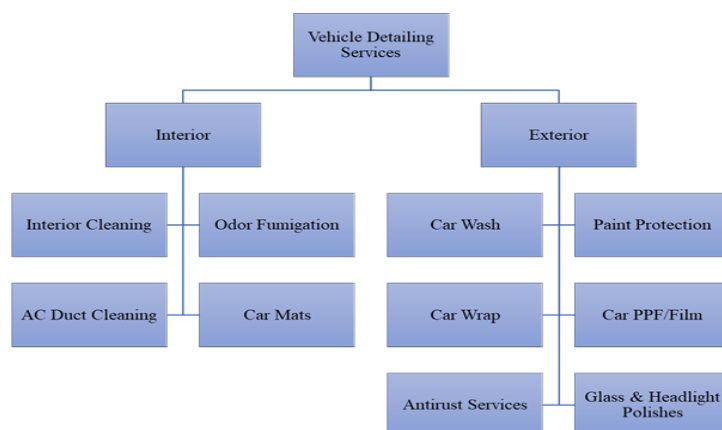 Vehicle Detailing
Services
Interior
Exterior
Interior Cleaning
Odor Fumigation
Car Wash
Paint Protection
AC Duct Cleaning
Car Mats
Car Wrap
Car PPF/Film
Antirust Services
Glass & Headlight
Polishes